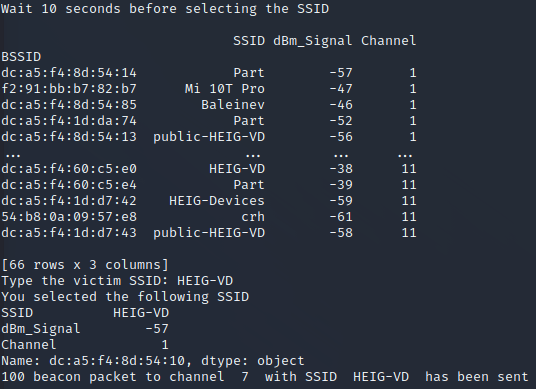 Wait 10 seconds before selecting the SSID
SSID dBm_Signal Channel
BSSID
dc:a5:f4:8d:54:14 Part -57 1
f2:91:bb:b7:82:b7 Mi 10T Pro -47 1
dc:a5:f4:8d:54:85 Baleinev -46 1
dc:a5:f4:1d:da:74 Part -52 1
dc:a5:f4:8d:54:13 public-HEIG-VD -56 1
... ... ... ...
dc:a5:f4:60:c5:e0 HEIG-VD -38 11
dc:a5:f4:60:c5:e4 Part -39 11
dc:a5:f4:1d:d7:42 HEIG-Devices -59 11
54:b8:0a:09:57:e8 crh -61 11
dc:a5:f4:1d:d7:43 public-HEIG-VD -58 11
[66 rows x 3 columns]
Type the victim SSID: HEIG-VD
You selected the following SSID
SSID HEIG-VD
dBm_Signal -57
Channel 1
Name: dc:a5:f4:8d:54:10, dtype: object
100 beacon packet to channel 7 with SSID HEIG-VD has been sent